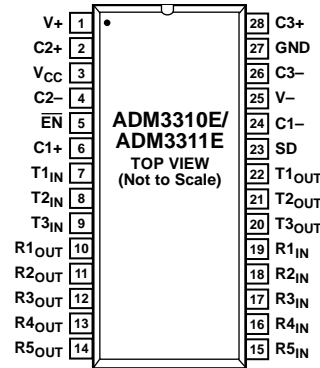 V+ 1 28 C3+
C2+ 2 27 GND
VCC 3 26 C3–
C2– 4 25 V–
EN 5 24 C1–
C1+ 6 23 SD
T1IN 7 22 T1OUT
T2IN 8 21 T2OUT
T3IN 9 20 T3OUT
R1OUT 10 19 R1IN
R2OUT 11 18 R2IN
R3OUT 12 17 R3IN
R4OUT 13 16 R4IN
R5OUT 14 15 R5IN
ADM3310E/
ADM3311E
TOP VIEW
(Not to Scale)